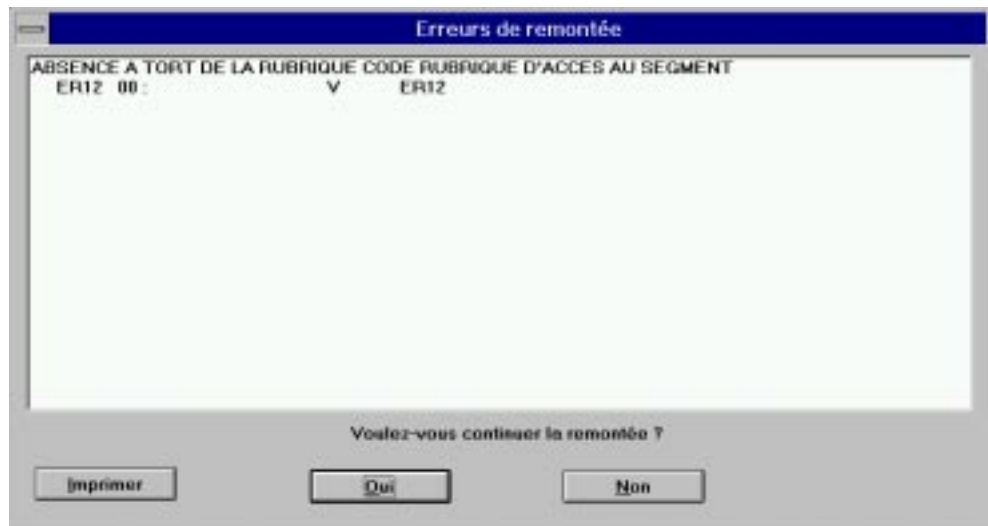 Erreurs de remontée
ABSENCE A TORT DE LA RUBRIQUE CODE RUBRIQUE D'ACCES AU SEGMENT
ER12 00 : V ER12
Voulez-vous continuer la remontée ?
Imprimer Oui Non